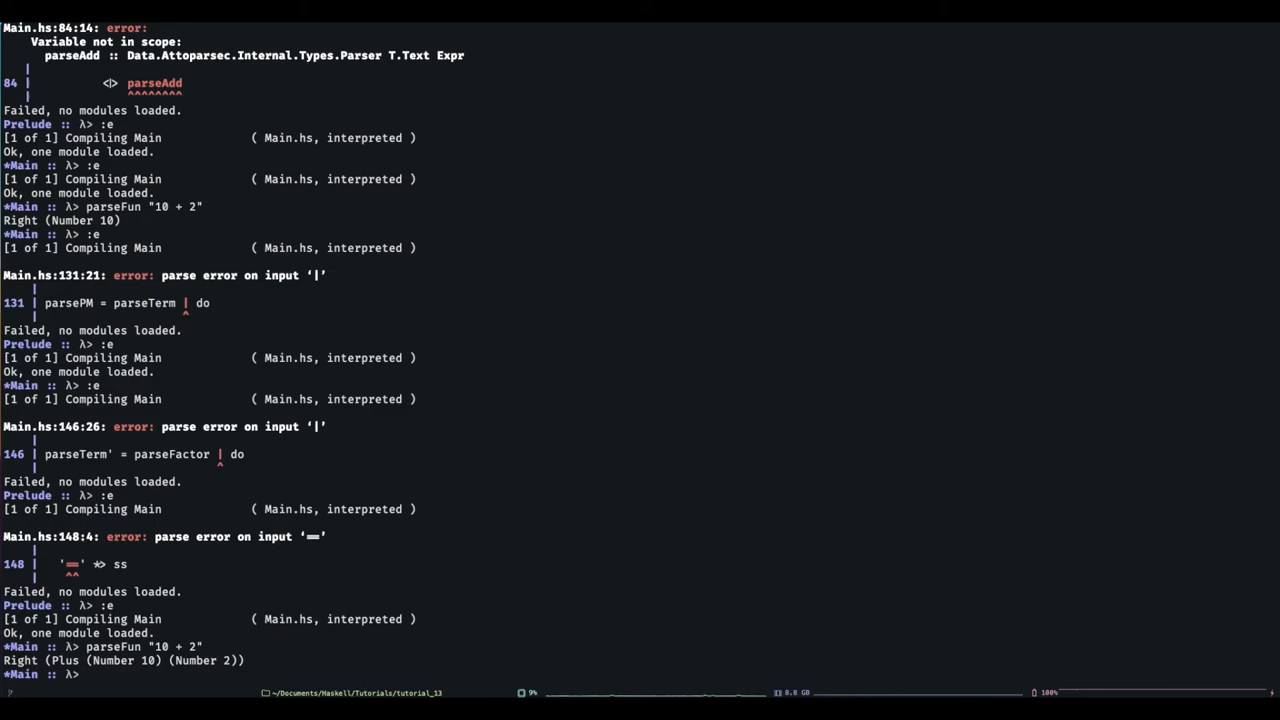 Main.hs:84:14: error:
    Variable not in scope:
      parseAdd :: Data.Attoparsec.Internal.Types.Parser T.Text Expr
   |
84 |          <|> parseAdd
   |              ^^^^^^^^
Failed, no modules loaded.
Prelude :: λ> :e
[1 of 1] Compiling Main             ( Main.hs, interpreted )
Ok, one module loaded.
*Main :: λ> :e
[1 of 1] Compiling Main             ( Main.hs, interpreted )
Ok, one module loaded.
*Main :: λ> parseFun "10 + 2"
Right (Number 10)
*Main :: λ> :e
[1 of 1] Compiling Main             ( Main.hs, interpreted )
Main.hs:131:21: error: parse error on input ‘|’
    |
131 | parsePM = parseTerm | do
    |                     ^
Failed, no modules loaded.
Prelude :: λ> :e
[1 of 1] Compiling Main             ( Main.hs, interpreted )
Ok, one module loaded.
*Main :: λ> :e
[1 of 1] Compiling Main             ( Main.hs, interpreted )
Main.hs:146:26: error: parse error on input ‘|’
    |
146 | parseTerm' = parseFactor | do
    |                          ^
Failed, no modules loaded.
Prelude :: λ> :e
[1 of 1] Compiling Main             ( Main.hs, interpreted )
Main.hs:148:4: error: parse error on input ‘==’
    |
148 |   '==' *> ss
    |    ^^
Failed, no modules loaded.
Prelude :: λ> :e
[1 of 1] Compiling Main             ( Main.hs, interpreted )
Ok, one module loaded.
*Main :: λ> parseFun "10 + 2"
Right (Plus (Number 10) (Number 2))
*Main :: λ>
~/Documents/Haskell/Tutorials/tutorial_13 9% 8.8 GB 100%